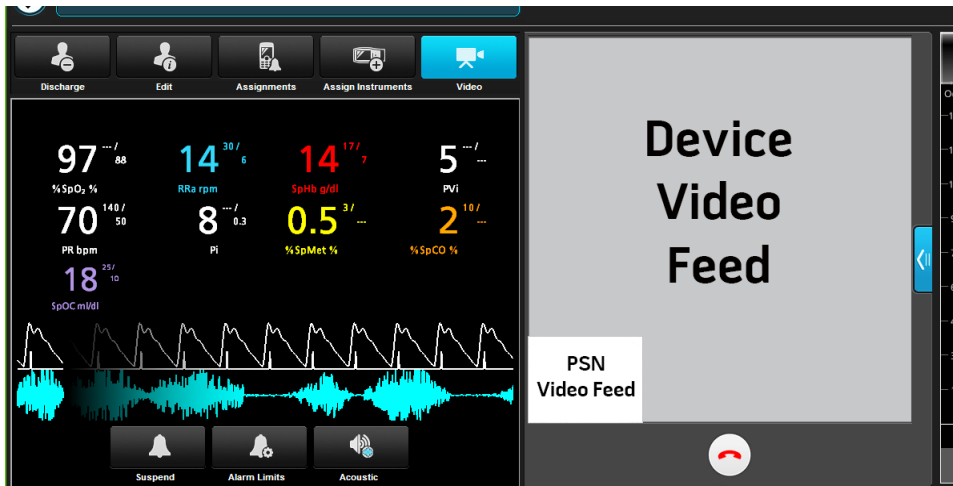 Discharge Edit Assignments Assign Instruments Video
97 ---/ 88 14 30/ 6 14 17/ 7 5 ---/ ---
%SpO₂ % RRa rpm SpHb g/dl PVi
70 140/ 50 8 ---/ 0.3 0.5 3/ --- 2 10/ ---
PR bpm Pi %SpMet % %SpCO %
18 25/ 10
SpOC ml/dl
Suspend Alarm Limits Acoustic
Device
Video
Feed
PSN
Video Feed